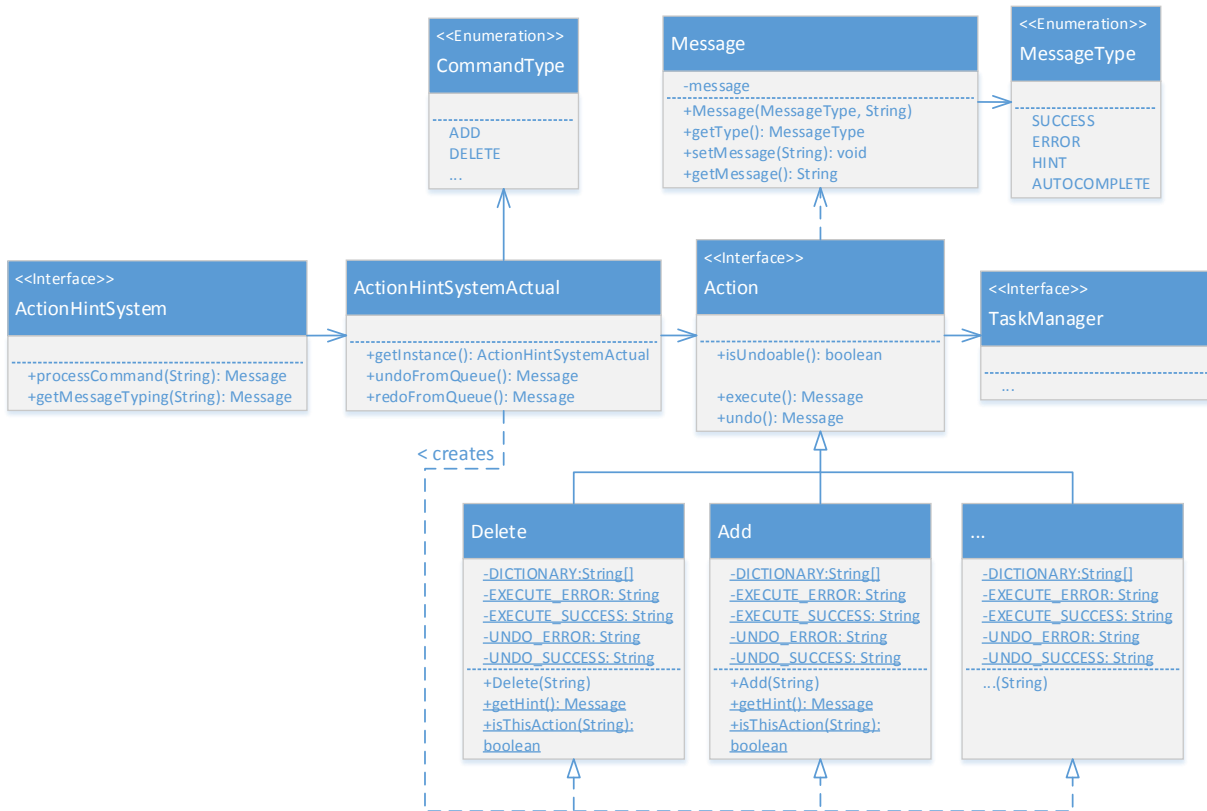 <<Enumeration>>
CommandType
ADD
DELETE
...
Message
-message
+Message(MessageType, String)
+getType(): MessageType
+setMessage(String): void
+getMessage(): String
<<Enumeration>>
MessageType
SUCCESS
ERROR
HINT
AUTOCOMPLETE
<<Interface>>
ActionHintSystem
+processCommand(String): Message
+getMessageTyping(String): Message
ActionHintSystemActual
+getInstance(): ActionHintSystemActual
+undoFromQueue(): Message
+redoFromQueue(): Message
<<Interface>>
Action
+isUndoable(): boolean
+execute(): Message
+undo(): Message
<<Interface>>
TaskManager
...
< creates
Delete
-DICTIONARY:String[]
-EXECUTE_ERROR: String
-EXECUTE_SUCCESS: String
-UNDO_ERROR: String
-UNDO_SUCCESS: String
+Delete(String)
+getHint(): Message
+isThisAction(String):
boolean
Add
-DICTIONARY:String[]
-EXECUTE_ERROR: String
-EXECUTE_SUCCESS: String
-UNDO_ERROR: String
-UNDO_SUCCESS: String
+Add(String)
+getHint(): Message
+isThisAction(String):
boolean
...
-DICTIONARY:String[]
-EXECUTE_ERROR: String
-EXECUTE_SUCCESS: String
-UNDO_ERROR: String
-UNDO_SUCCESS: String
...(String)